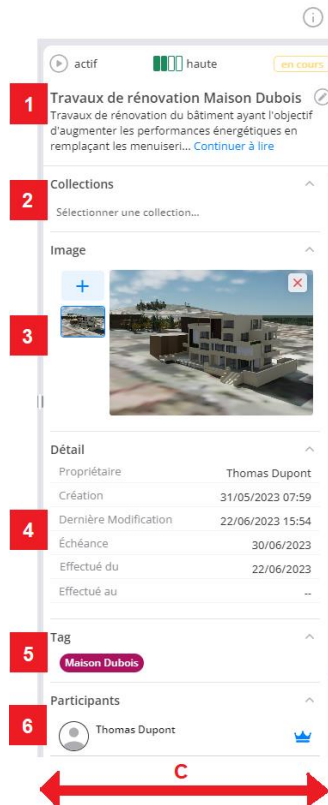 actif haute en cours
1 Travaux de rénovation Maison Dubois
Travaux de rénovation du bâtiment ayant l'objectif
d'augmenter les performances énergétiques en
remplaçant les menuiseri... Continuer à lire
2 Collections
Sélectionner une collection...
Image
+
3
Détail
Propriétaire Thomas Dupont
Création 31/05/2023 07:59
4 Dernière Modification 22/06/2023 15:54
Échéance 30/06/2023
Effectué du 22/06/2023
Effectué au --
5 Tag
Maison Dubois
Participants
6 Thomas Dupont
C